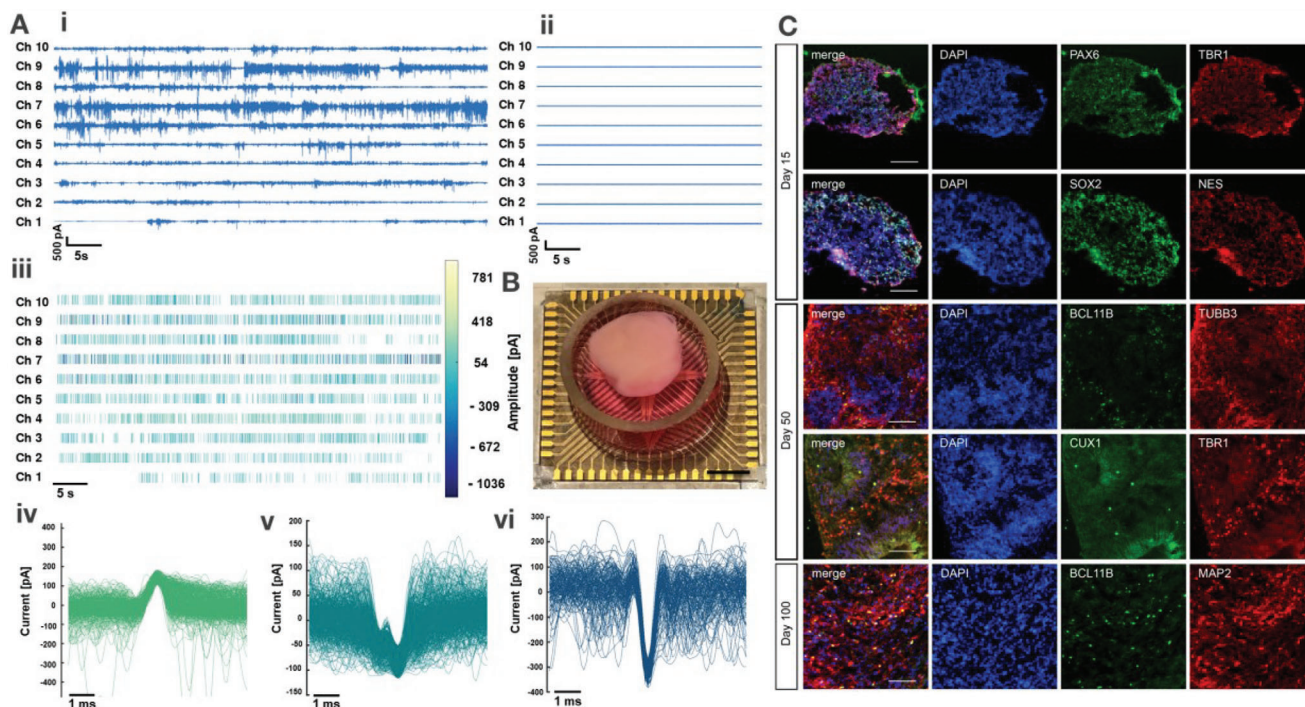 A
i
Ch 10
Ch 9
Ch 8
Ch 7
Ch 6
Ch 5
Ch 4
Ch 3
Ch 2
Ch 1
500 pA
5s
ii
Ch 10
Ch 9
Ch 8
Ch 7
Ch 6
Ch 5
Ch 4
Ch 3
Ch 2
Ch 1
500 pA
5 s
iii
Ch 10
Ch 9
Ch 8
Ch 7
Ch 6
Ch 5
Ch 4
Ch 3
Ch 2
Ch 1
5 s
781
418
54
- 309
- 672
- 1036
Amplitude [pA]
B
iv
400
300
200
100
0
-100
-200
-300
-400
Current [pA]
1 ms
v
200
150
100
50
0
-50
-100
-150
Current [pA]
1 ms
vi
300
200
100
0
-100
-200
-300
-400
Current [pA]
1 ms
C
Day 15
merge DAPI PAX6 TBR1
merge DAPI SOX2 NES
Day 50
merge DAPI BCL11B TUBB3
merge DAPI CUX1 TBR1
Day 100
merge DAPI BCL11B MAP2